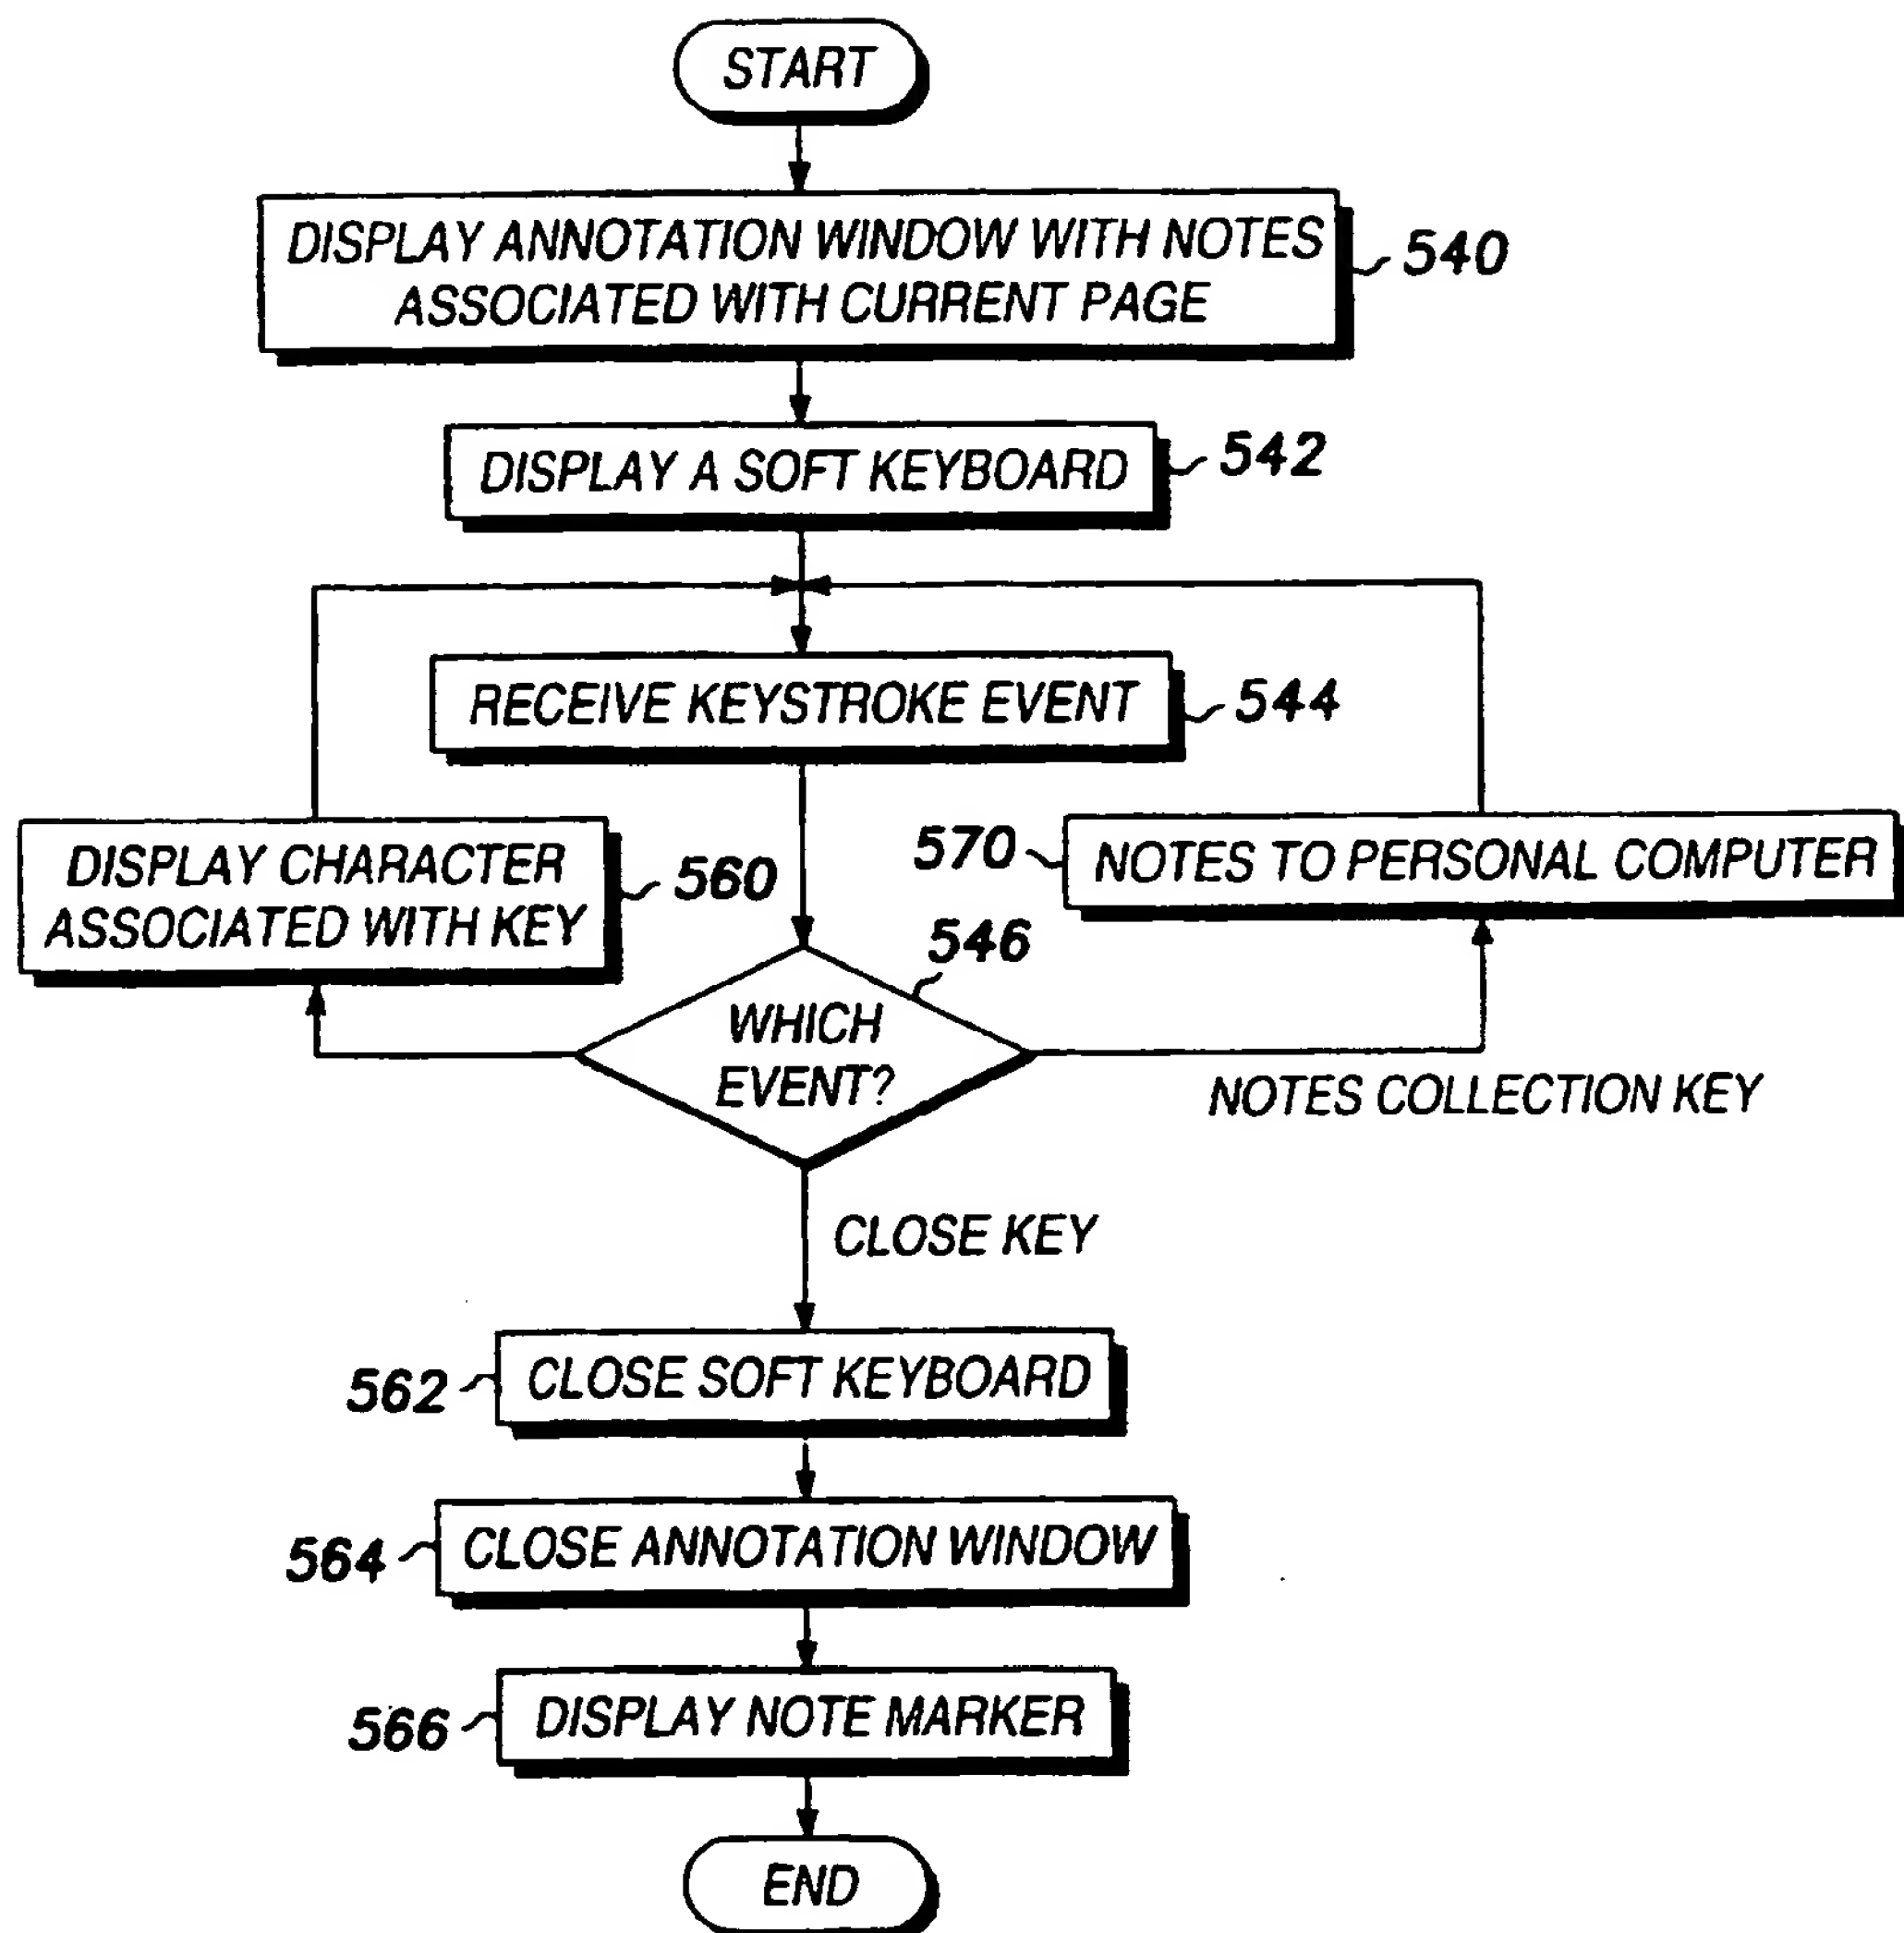 START
DISPLAY ANNOTATION WINDOW WITH NOTES
ASSOCIATED WITH CURRENT PAGE
540
DISPLAY A SOFT KEYBOARD
542
RECEIVE KEYSTROKE EVENT
544
DISPLAY CHARACTER
ASSOCIATED WITH KEY
560
570
NOTES TO PERSONAL COMPUTER
546
WHICH
EVENT?
NOTES COLLECTION KEY
CLOSE KEY
562
CLOSE SOFT KEYBOARD
564
CLOSE ANNOTATION WINDOW
566
DISPLAY NOTE MARKER
END